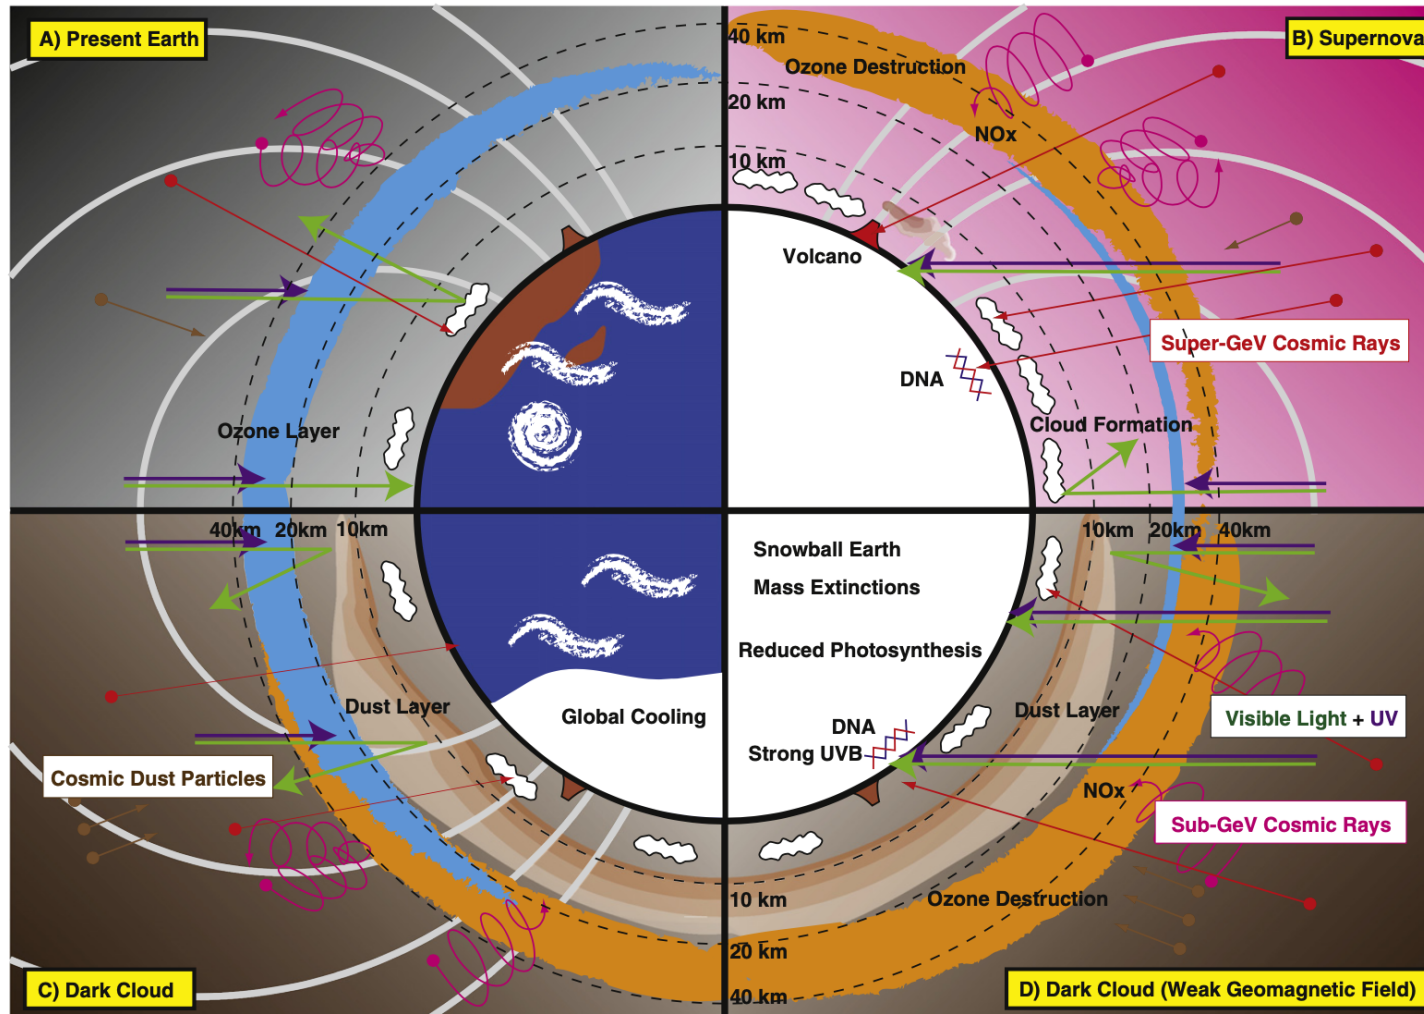 A) Present Earth
B) Supernova
40 km
Ozone Destruction
20 km
NOx
10 km
Volcano
Super-GeV Cosmic Rays
DNA
Cloud Formation
Ozone Layer
40km 20km 10km
10km 20km 40km
Snowball Earth
Mass Extinctions
Reduced Photosynthesis
Dust Layer
Global Cooling
Dust Layer
DNA
Strong UVB
Visible Light + UV
Cosmic Dust Particles
NOx
Sub-GeV Cosmic Rays
10 km
Ozone Destruction
20 km
40 km
C) Dark Cloud
D) Dark Cloud (Weak Geomagnetic Field)